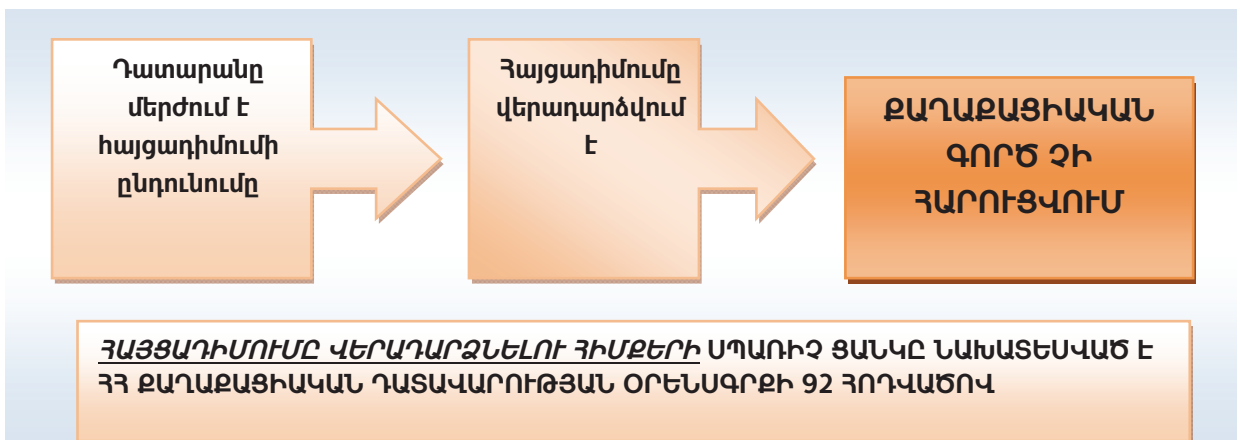 Դատարանը
մերժում է
հայցադիմումի
ընդունումը
Հայցադիմումը
վերադարձվում
է
ՔԱՂԱՔԱՑԻԱԿԱՆ
ԳՈՐԾ ՉԻ
ՀԱՐՈՒՑՎՈՒՄ
ՀԱՅՑԱԴԻՄՈՒՄԸ ՎԵՐԱԴԱՐՁՆԵԼՈՒ ՀԻՄՔԵՐԻ ՍՊԱՌԻՉ ՑԱՆԿԸ ՆԱԽԱՏԵՍՎԱԾ Է
ՀՀ ՔԱՂԱՔԱՑԻԱԿԱՆ ԴԱՏԱՎԱՐՈՒԹՅԱՆ ՕՐԵՆՍԳՐՔԻ 92 ՀՈԴՎԱԾՈՎ